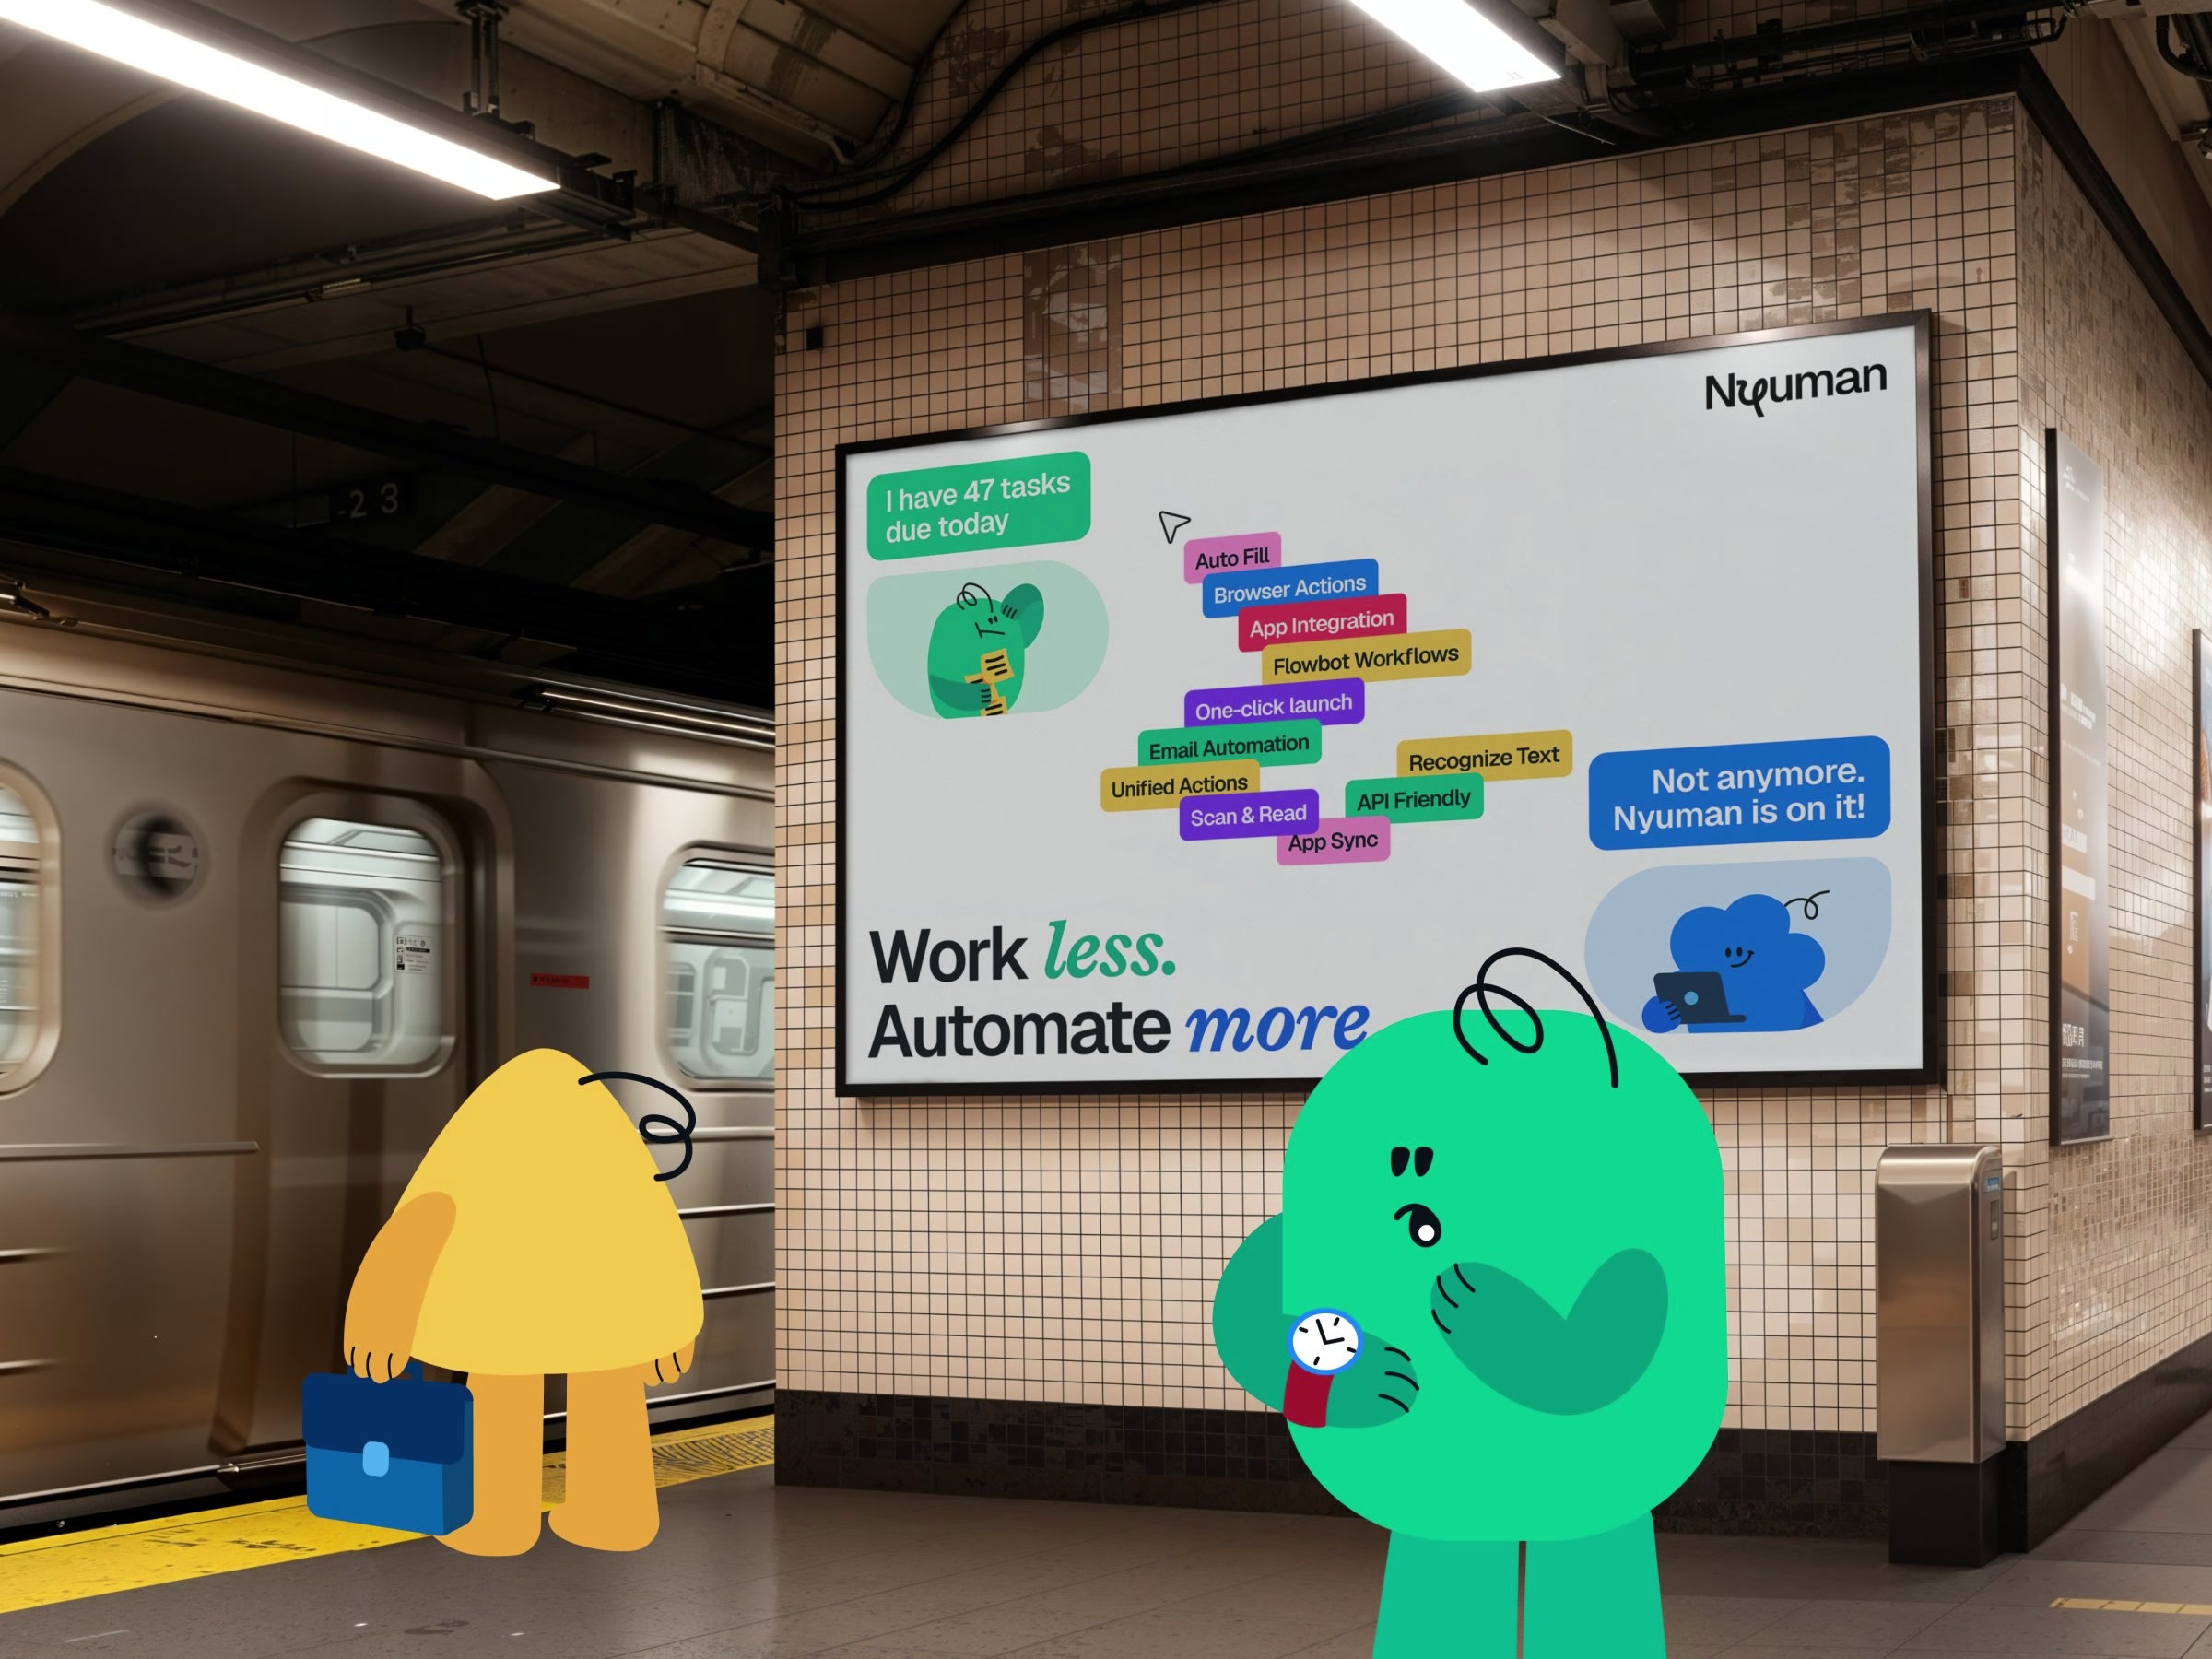 -2 3
Nyuman
I have 47 tasks
due today
Auto Fill
Browser Actions
App Integration
Flowbot Workflows
One-click launch
Email Automation
Unified Actions
Scan & Read
App Sync
API Friendly
Recognize Text
Not anymore.
Nyuman is on it!
Work less.
Automate more